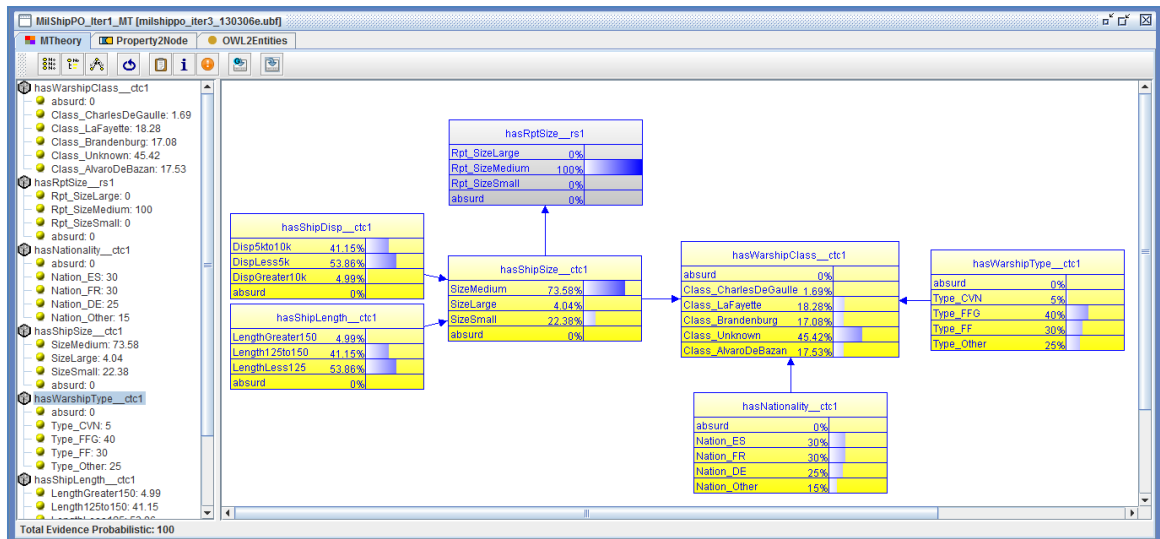 MilShipPO_Iter1_MT [milshippo_iter3_130306e.ubf]
MTheory Property2Node OWL2Entities
hasWarshipClass__ctc1
absurd: 0
Class_CharlesDeGaulle: 1.69
Class_LaFayette: 18.28
Class_Brandenburg: 17.08
Class_Unknown: 45.42
Class_AlvaroDeBazan: 17.53
hasRptSize__rs1
Rpt_SizeLarge: 0
Rpt_SizeMedium: 100
Rpt_SizeSmall: 0
absurd: 0
hasNationality__ctc1
absurd: 0
Nation_ES: 30
Nation_FR: 30
Nation_DE: 25
Nation_Other: 15
hasShipSize__ctc1
SizeMedium: 73.58
SizeLarge: 4.04
SizeSmall: 22.38
absurd: 0
hasWarshipType__ctc1
absurd: 0
Type_CVN: 5
Type_FFG: 40
Type_FF: 30
Type_Other: 25
hasShipLength__ctc1
LengthGreater150: 4.99
Length125to150: 41.15
hasRptSize__rs1
Rpt_SizeLarge 0%
Rpt_SizeMedium 100%
Rpt_SizeSmall 0%
absurd 0%
hasShipDisp__ctc1
Disp5kto10k 41.15%
DispLess5k 53.86%
DispGreater10k 4.99%
absurd 0%
hasShipLength__ctc1
LengthGreater150 4.99%
Length125to150 41.15%
LengthLess125 53.86%
absurd 0%
hasShipSize__ctc1
SizeMedium 73.58%
SizeLarge 4.04%
SizeSmall 22.38%
absurd 0%
hasWarshipClass__ctc1
absurd 0%
Class_CharlesDeGaulle 1.69%
Class_LaFayette 18.28%
Class_Brandenburg 17.08%
Class_Unknown 45.42%
Class_AlvaroDeBazan 17.53%
hasWarshipType__ctc1
absurd 0%
Type_CVN 5%
Type_FFG 40%
Type_FF 30%
Type_Other 25%
hasNationality__ctc1
absurd 0%
Nation_ES 30%
Nation_FR 30%
Nation_DE 25%
Nation_Other 15%
Total Evidence Probabilistic: 100